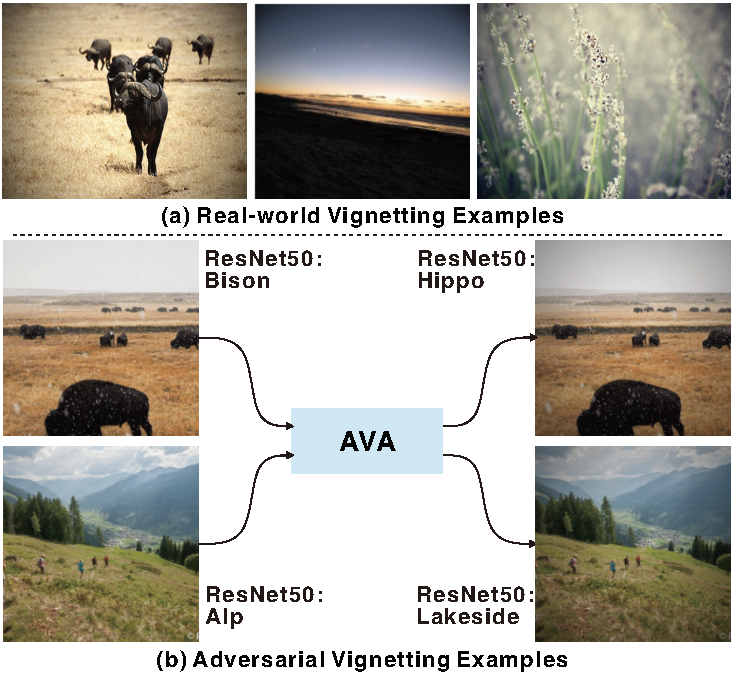 (a) Real-world Vignetting Examples
ResNet50:
Bison
ResNet50:
Hippo
AVA
ResNet50:
Alp
ResNet50:
Lakeside
(b) Adversarial Vignetting Examples